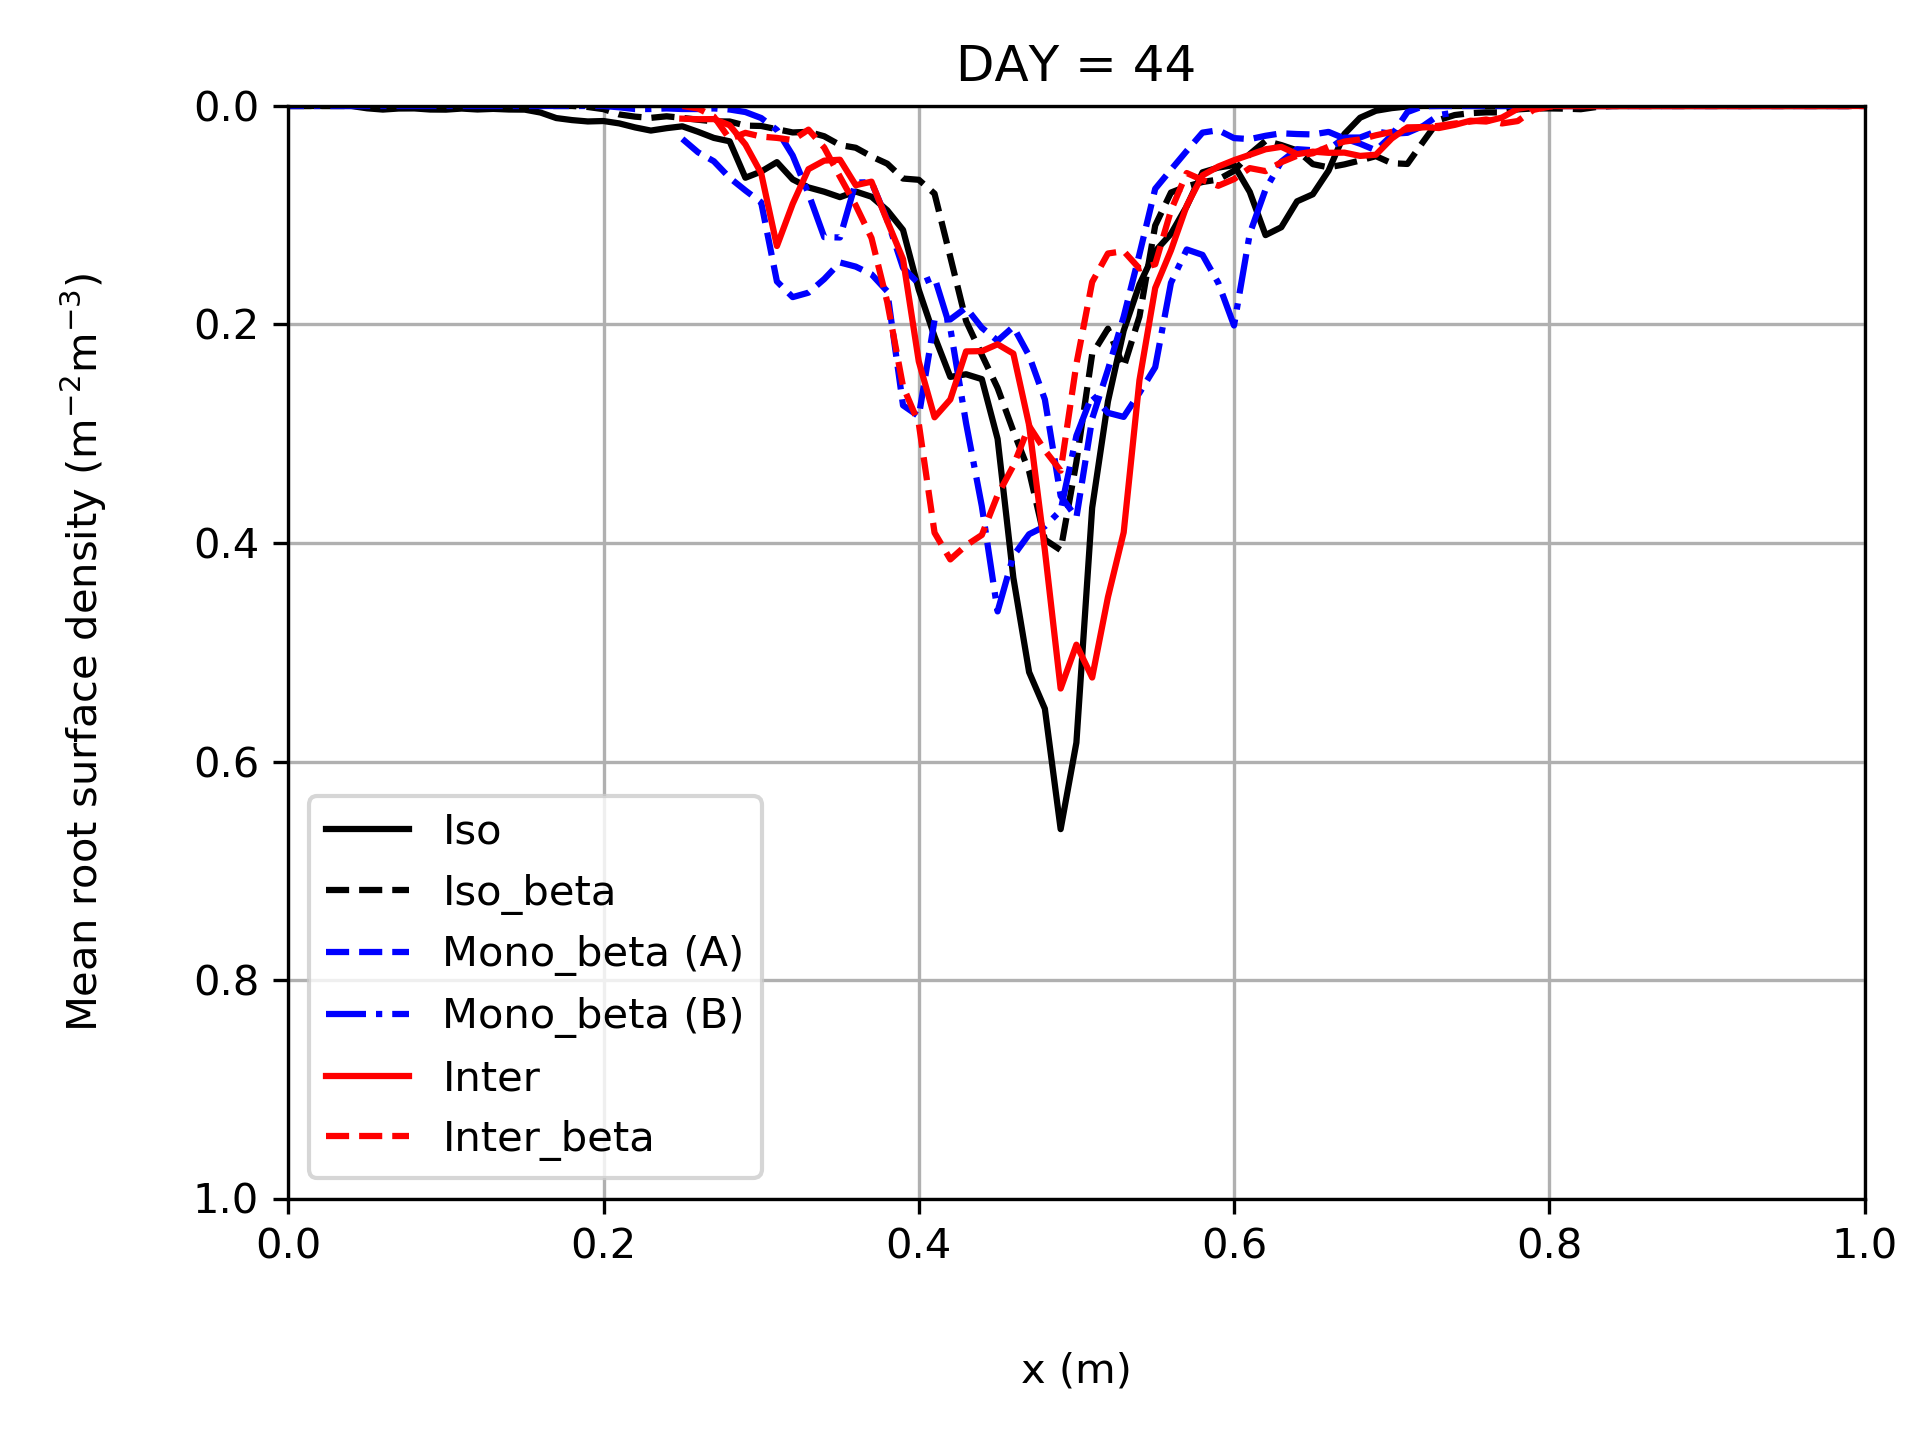 DAY = 44
0.0
0.2
0.4
0.6
0.8
1.0
Mean root surface density (m⁻²m⁻³)
Iso
Iso_beta
Mono_beta (A)
Mono_beta (B)
Inter
Inter_beta
0.0 0.2 0.4 0.6 0.8 1.0
x (m)